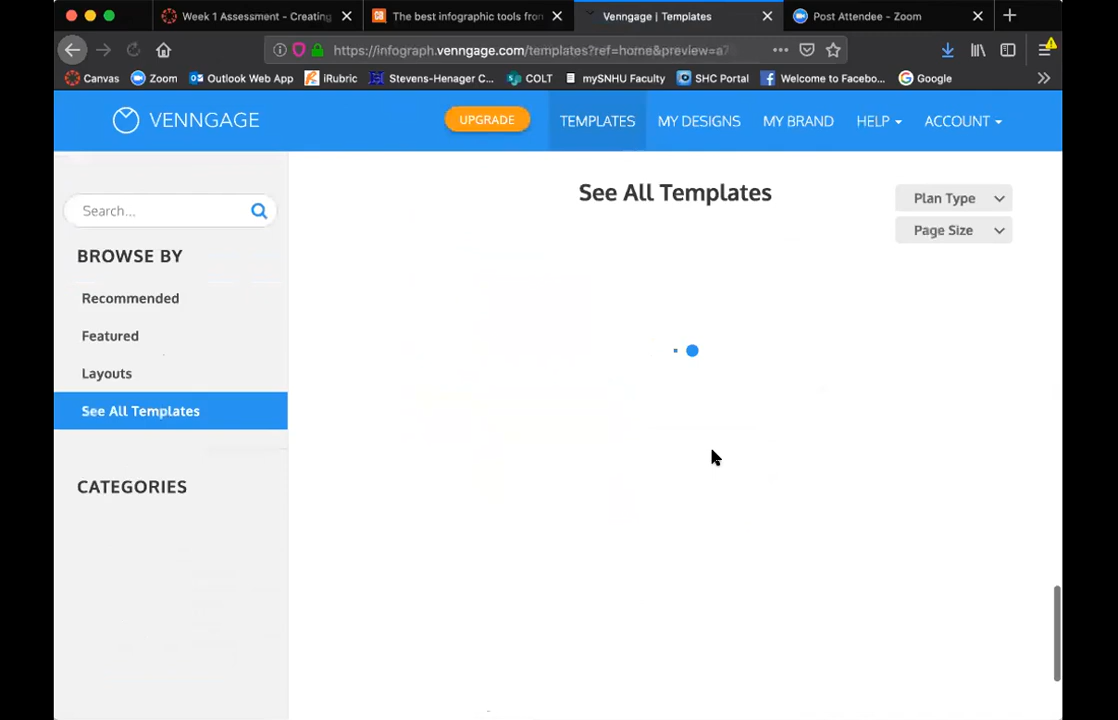 Week 1 Assessment - Creating
The best infographic tools from
Venngage | Templates
Post Attendee - Zoom
https://infograph.venngage.com/templates?ref=home&preview=a7
Canvas
Zoom
Outlook Web App
iRubric
Stevens-Henager C...
COLT
mySNHU Faculty
SHC Portal
Welcome to Facebo...
Google
VENNGAGE
UPGRADE
TEMPLATES
MY DESIGNS
MY BRAND
HELP
ACCOUNT
See All Templates
Plan Type
Page Size
Search...
BROWSE BY
Recommended
Featured
Layouts
See All Templates
CATEGORIES